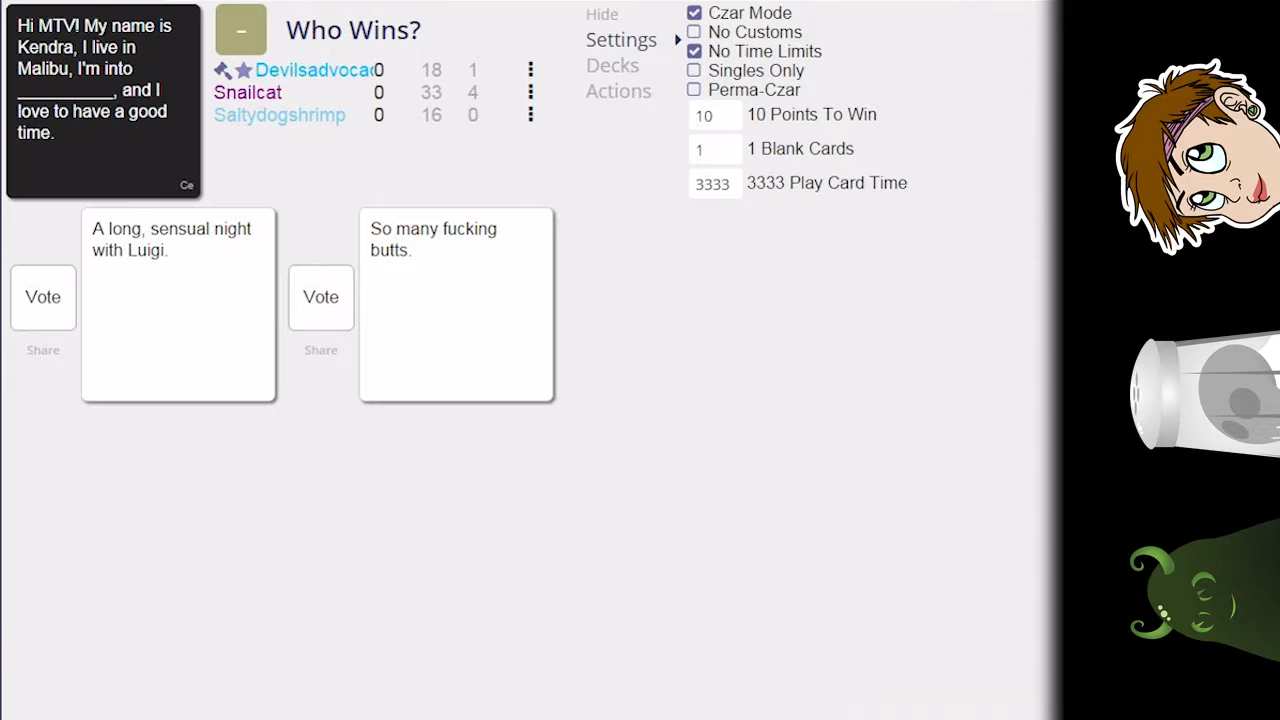 Hi MTV! My name is
Kendra, I live in
Malibu, I'm into
__________, and I
love to have a good
time.
Ce
–
Who Wins?
Devilsadvocac 0 18 1
Snailcat 0 33 4
Saltydogshrimp 0 16 0
Hide
Settings
Decks
Actions
Czar Mode
No Customs
No Time Limits
Singles Only
Perma-Czar
10 10 Points To Win
1 1 Blank Cards
3333 3333 Play Card Time
Vote
Share
A long, sensual night
with Luigi.
Vote
Share
So many fucking
butts.